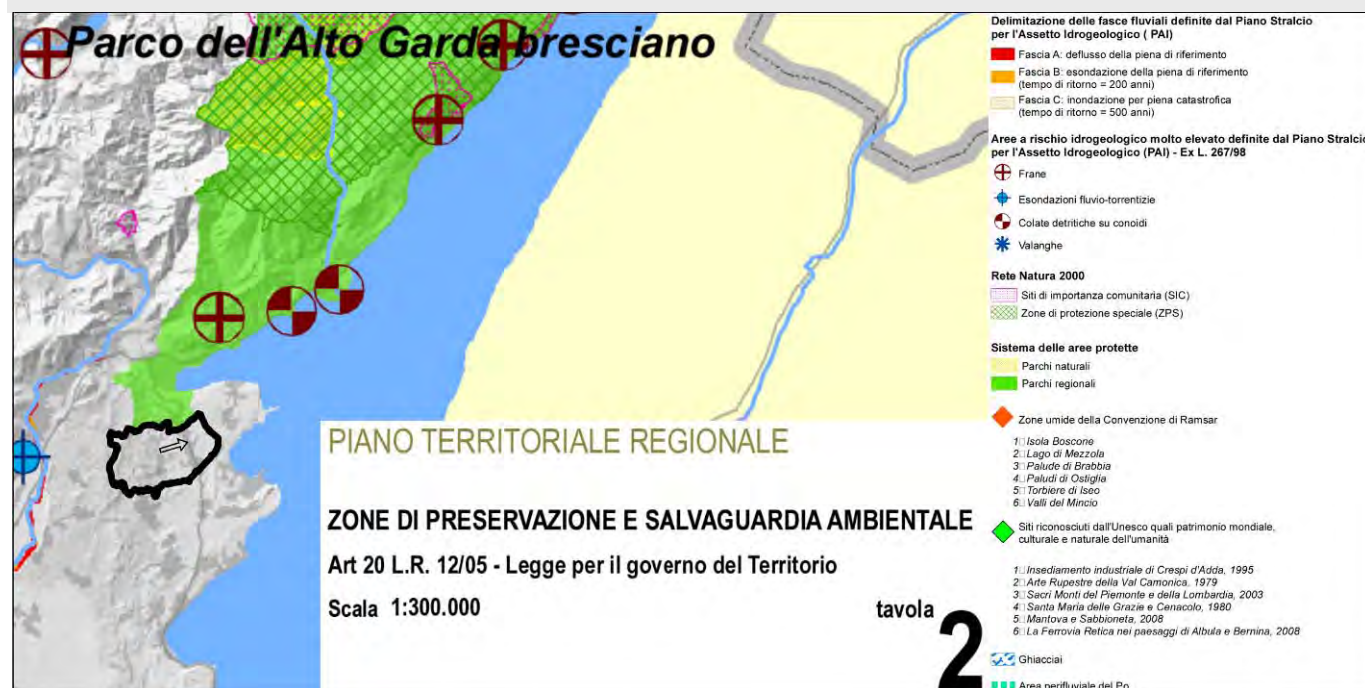 Parco dell'Alto Garda bresciano
PIANO TERRITORIALE REGIONALE
ZONE DI PRESERVAZIONE E SALVAGUARDIA AMBIENTALE
Art 20 L.R. 12/05 - Legge per il governo del Territorio
Scala 1:300.000
tavola 2
Delimitazione delle fasce fluviali definite dal Piano Stralcio
per l'Assetto Idrogeologico ( PAI)
Fascia A: deflusso della piena di riferimento
Fascia B: esondazione della piena di riferimento
(tempo di ritorno = 200 anni)
Fascia C: inondazione per piena catastrofica
(tempo di ritorno = 500 anni)
Aree a rischio idrogeologico molto elevato definite dal Piano Stralcio
per l'Assetto Idrogeologico (PAI) - Ex L. 267/98
Frane
Esondazioni fluvio-torrentizie
Colate detritiche su conoidi
Valanghe
Rete Natura 2000
Siti di importanza comunitaria (SIC)
Zone di protezione speciale (ZPS)
Sistema delle aree protette
Parchi naturali
Parchi regionali
Zone umide della Convenzione di Ramsar
1 Isola Boscone
2 Lago di Mezzola
3 Palude di Brabbia
4 Paludi di Ostiglia
5 Torbiere di Iseo
6 Valli del Mincio
Siti riconosciuti dall'Unesco quali patrimonio mondiale,
culturale e naturale dell'umanità
1 Insediamento industriale di Crespi d'Adda, 1995
2 Arte Rupestre della Val Camonica, 1979
3 Sacri Monti del Piemonte e della Lombardia, 2003
4 Santa Maria delle Grazie e Cenacolo, 1980
5 Mantova e Sabbioneta, 2008
6 La Ferrovia Retica nei paesaggi di Albula e Bernina, 2008
Ghiacciai
Area perifluviale del Po